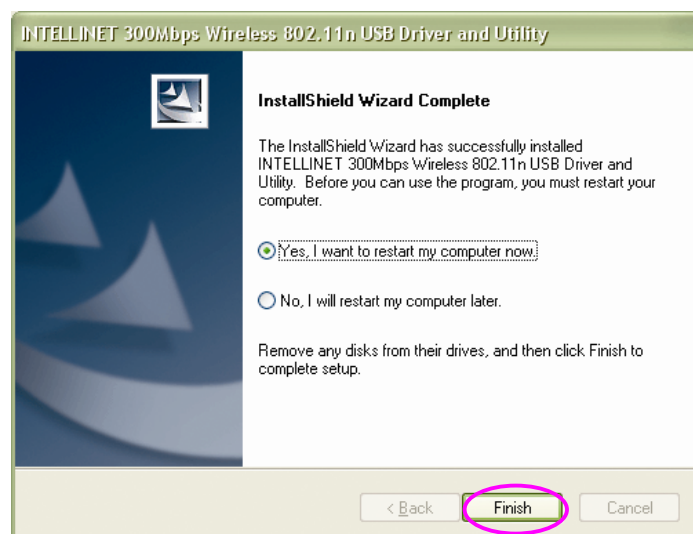 INTELLINET 300Mbps Wireless 802.11n USB Driver and Utility
InstallShield Wizard Complete
The InstallShield Wizard has successfully installed
INTELLINET 300Mbps Wireless 802.11n USB Driver and
Utility. Before you can use the program, you must restart your
computer.
Yes, I want to restart my computer now.
No, I will restart my computer later.
Remove any disks from their drives, and then click Finish to
complete setup.
< Back Finish Cancel